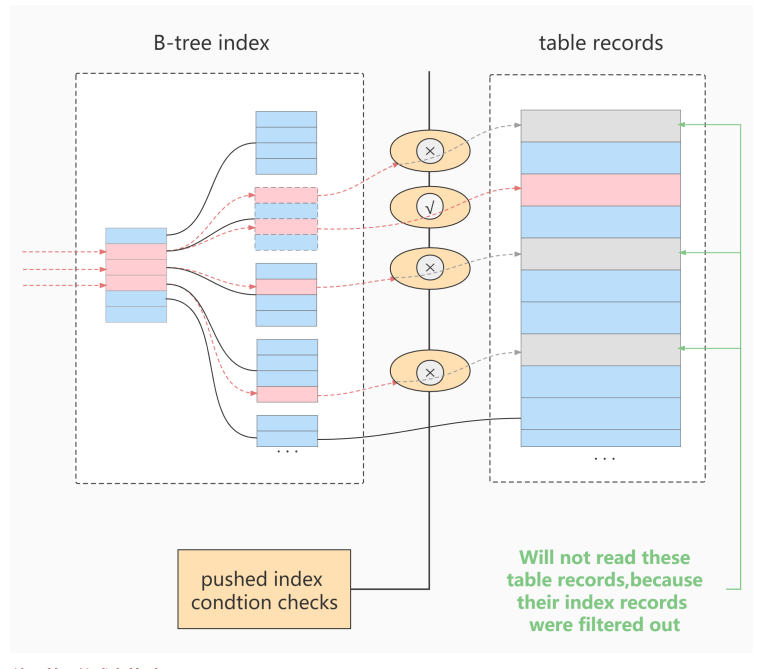 B-tree index
table records
×
√
×
×
...
...
pushed index
condtion checks
Will not read these
table records,because
their index records
were filtered out